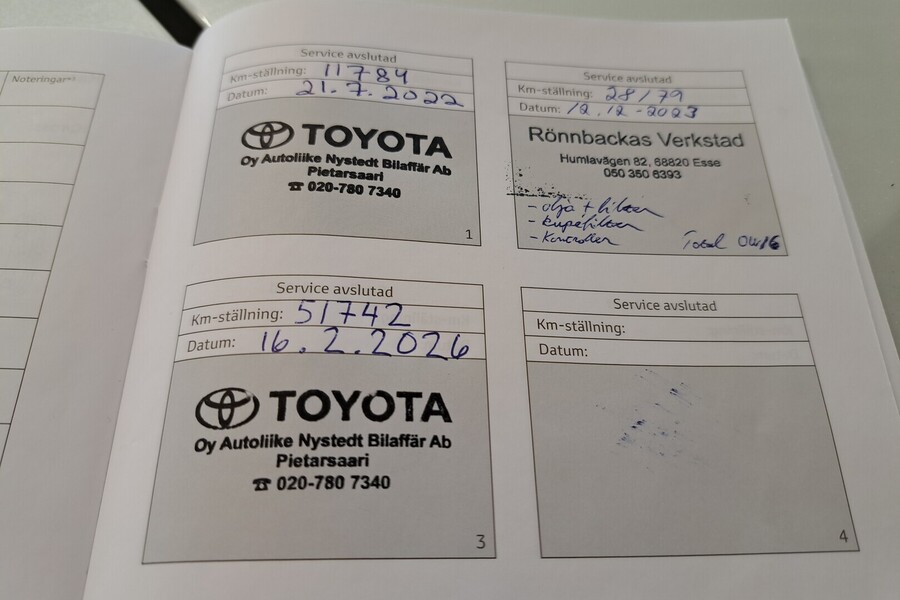 Noteringar
Service avslutad
Km-ställning: 11784
Datum: 21.7.2022
TOYOTA
Oy Autoliike Nystedt Bilaffär Ab
Pietarsaari
☎ 020-780 7340
1
Service avslutad
Km-ställning: 28179
Datum: 12.12-2023
Rönnbackas Verkstad
Humlavägen 82, 68820 Esse
050 350 6393
- olja + filter
- kupefilter
- Kontroller
Total 0W16
Service avslutad
Km-ställning: 51742
Datum: 16.2.2026
TOYOTA
Oy Autoliike Nystedt Bilaffär Ab
Pietarsaari
☎ 020-780 7340
3
Service avslutad
Km-ställning:
Datum:
4